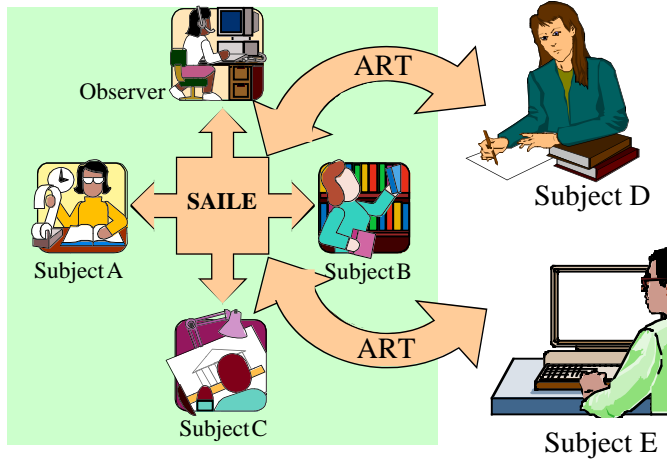 ART
Observer
SAILE
Subject D
Subject A
Subject B
ART
Subject C
Subject E